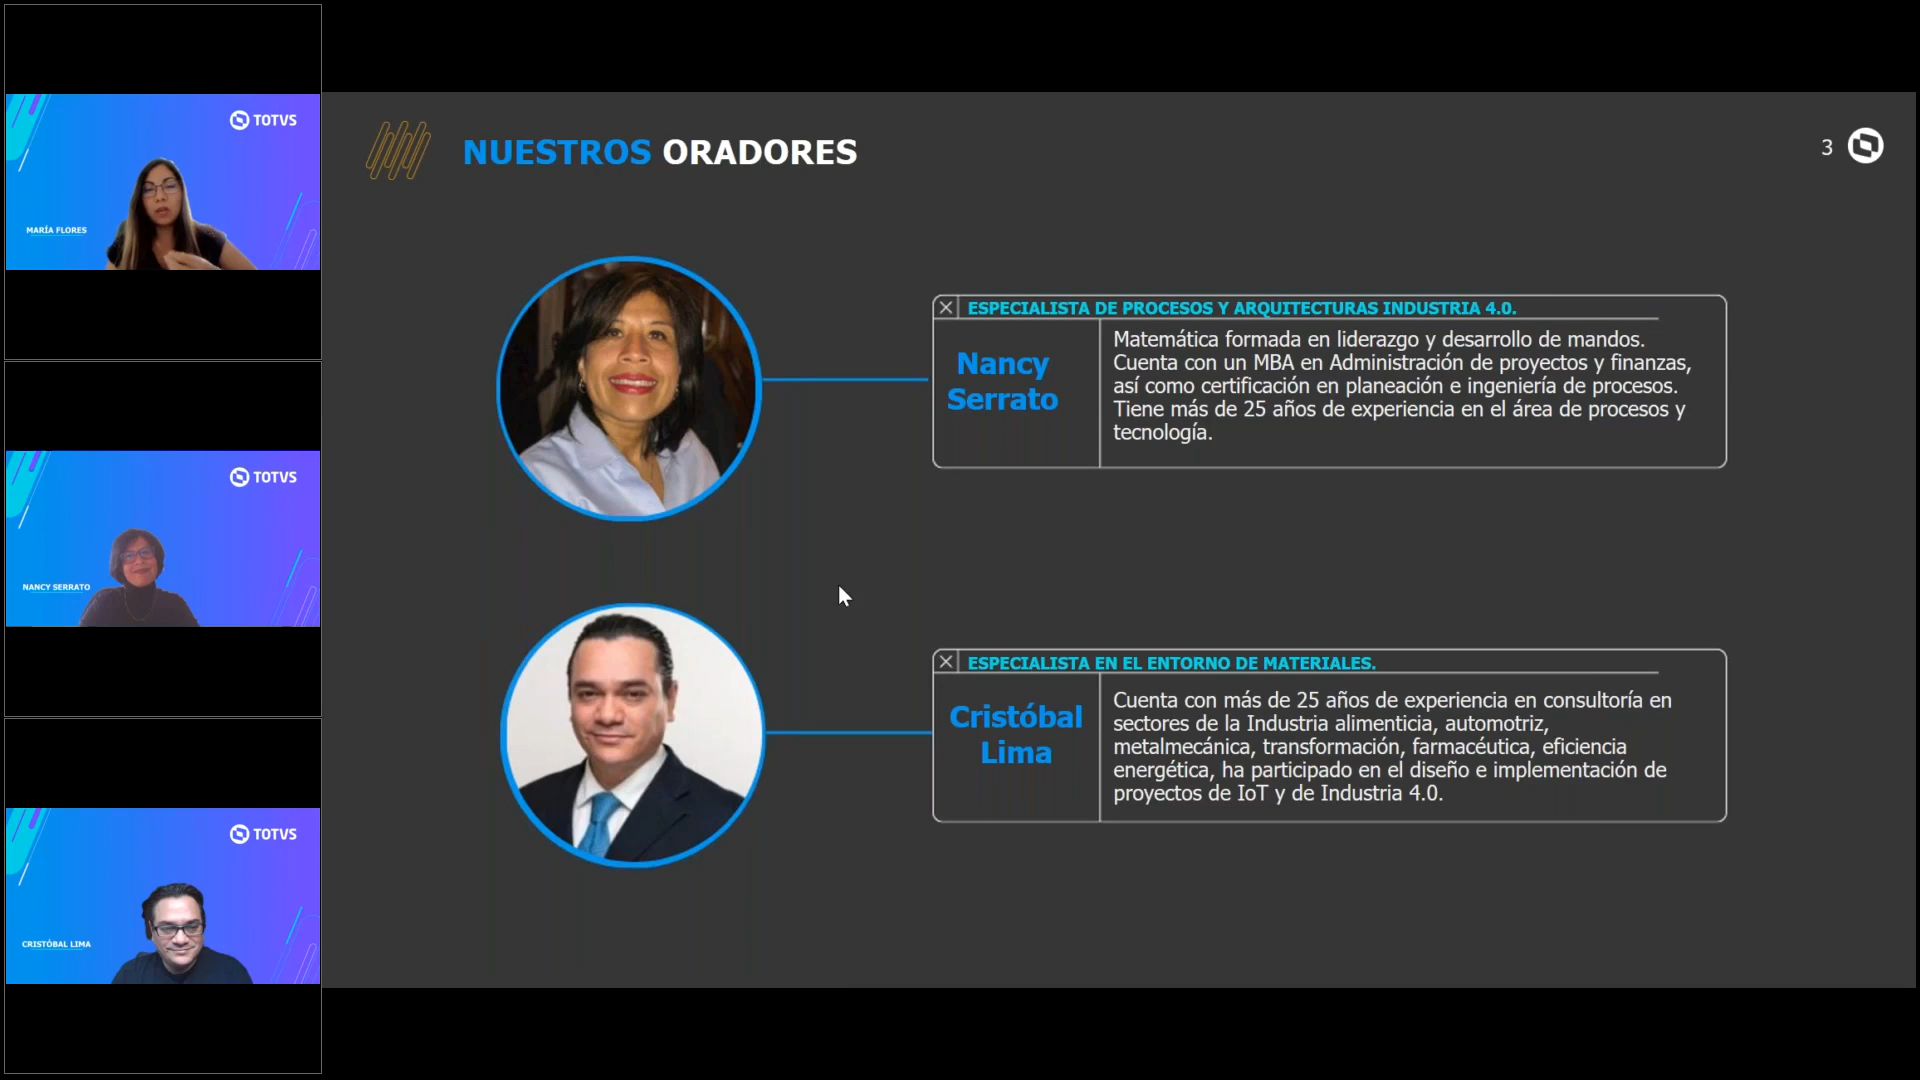 TOTVS
MARÍA FLORES
TOTVS
NANCY SERRATO
TOTVS
CRISTÓBAL LIMA
NUESTROS ORADORES
3
ESPECIALISTA DE PROCESOS Y ARQUITECTURAS INDUSTRIA 4.0.
Nancy
Serrato
Matemática formada en liderazgo y desarrollo de mandos.
Cuenta con un MBA en Administración de proyectos y finanzas,
así como certificación en planeación e ingeniería de procesos.
Tiene más de 25 años de experiencia en el área de procesos y
tecnología.
ESPECIALISTA EN EL ENTORNO DE MATERIALES.
Cristóbal
Lima
Cuenta con más de 25 años de experiencia en consultoría en
sectores de la Industria alimenticia, automotriz,
metalmecánica, transformación, farmacéutica, eficiencia
energética, ha participado en el diseño e implementación de
proyectos de IoT y de Industria 4.0.